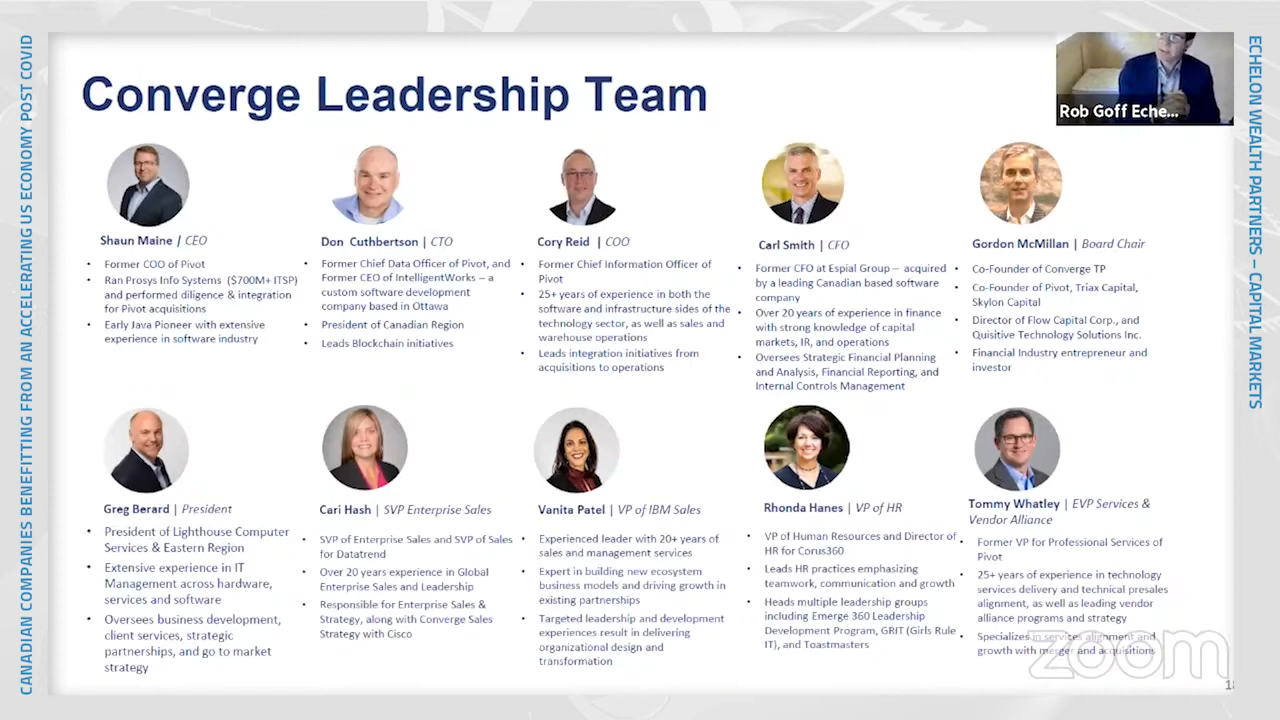 CANADIAN COMPANIES BENEFITTING FROM AN ACCELERATING US ECONOMY POST COVID
Converge Leadership Team
Rob Goff Eche...
ECHELON WEALTH PARTNERS – CAPITAL MARKETS
Shaun Maine | CEO
• Former COO of Pivot
• Ran Prosys Info Systems ($700M+ ITSP)
and performed diligence & integration
for Pivot acquisitions
• Early Java Pioneer with extensive
experience in software industry
Don Cuthbertson | CTO
• Former Chief Data Officer of Pivot, and
Former CEO of IntelligentWorks – a
custom software development
company based in Ottawa
• President of Canadian Region
• Leads Blockchain initiatives
Cory Reid | COO
• Former Chief Information Officer of
Pivot
• 25+ years of experience in both the
software and infrastructure sides of the
technology sector, as well as sales and
warehouse operations
• Leads integration initiatives from
acquisitions to operations
Carl Smith | CFO
• Former CFO at Espial Group – acquired
by a leading Canadian based software
company
• Over 20 years of experience in finance
with strong knowledge of capital
markets, IR, and operations
• Oversees Strategic Financial Planning
and Analysis, Financial Reporting, and
Internal Controls Management
Gordon McMillan | Board Chair
• Co-Founder of Converge TP
• Co-Founder of Pivot, Triax Capital,
Skylon Capital
• Director of Flow Capital Corp., and
Quisitive Technology Solutions Inc.
• Financial Industry entrepreneur and
investor
Greg Berard | President
• President of Lighthouse Computer
Services & Eastern Region
• Extensive experience in IT
Management across hardware,
services and software
• Oversees business development,
client services, strategic
partnerships, and go to market
strategy
Cari Hash | SVP Enterprise Sales
• SVP of Enterprise Sales and SVP of Sales
for Datatrend
• Over 20 years experience in Global
Enterprise Sales and Leadership
• Responsible for Enterprise Sales &
Strategy, along with Converge Sales
Strategy with Cisco
Vanita Patel | VP of IBM Sales
• Experienced leader with 20+ years of
sales and management services
• Expert in building new ecosystem
business models and driving growth in
existing partnerships
• Targeted leadership and development
experiences result in delivering
organizational design and
transformation
Rhonda Hanes | VP of HR
• VP of Human Resources and Director of
HR for Corus360
• Leads HR practices emphasizing
teamwork, communication and growth
• Heads multiple leadership groups
including Emerge 360 Leadership
Development Program, GRIT (Girls Rule
IT), and Toastmasters
Tommy Whatley | EVP Services &
Vendor Alliance
• Former VP for Professional Services of
Pivot
• 25+ years of experience in technology
services delivery and technical presales
alignment, as well as leading vendor
alliance programs and strategy
• Specializes in services alignment and
growth with merger and acquisitions
zoom